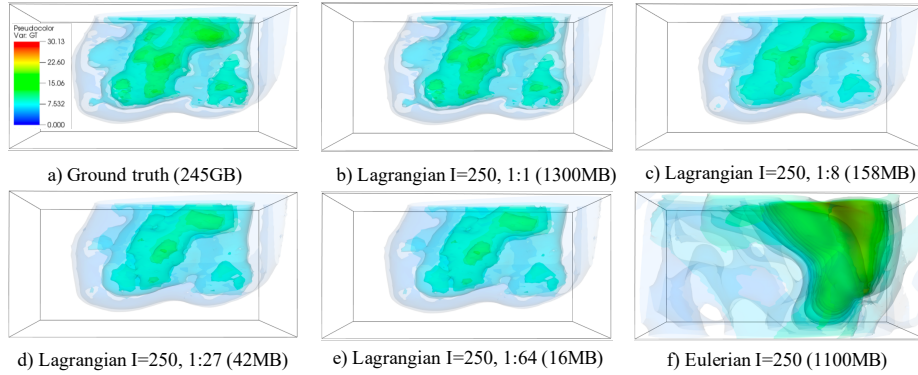 Pseudocolor
Var: GT
30.13
22.60
15.06
7.532
0.000
a) Ground truth (245GB)
b) Lagrangian I=250, 1:1 (1300MB)
c) Lagrangian I=250, 1:8 (158MB)
d) Lagrangian I=250, 1:27 (42MB)
e) Lagrangian I=250, 1:64 (16MB)
f) Eulerian I=250 (1100MB)